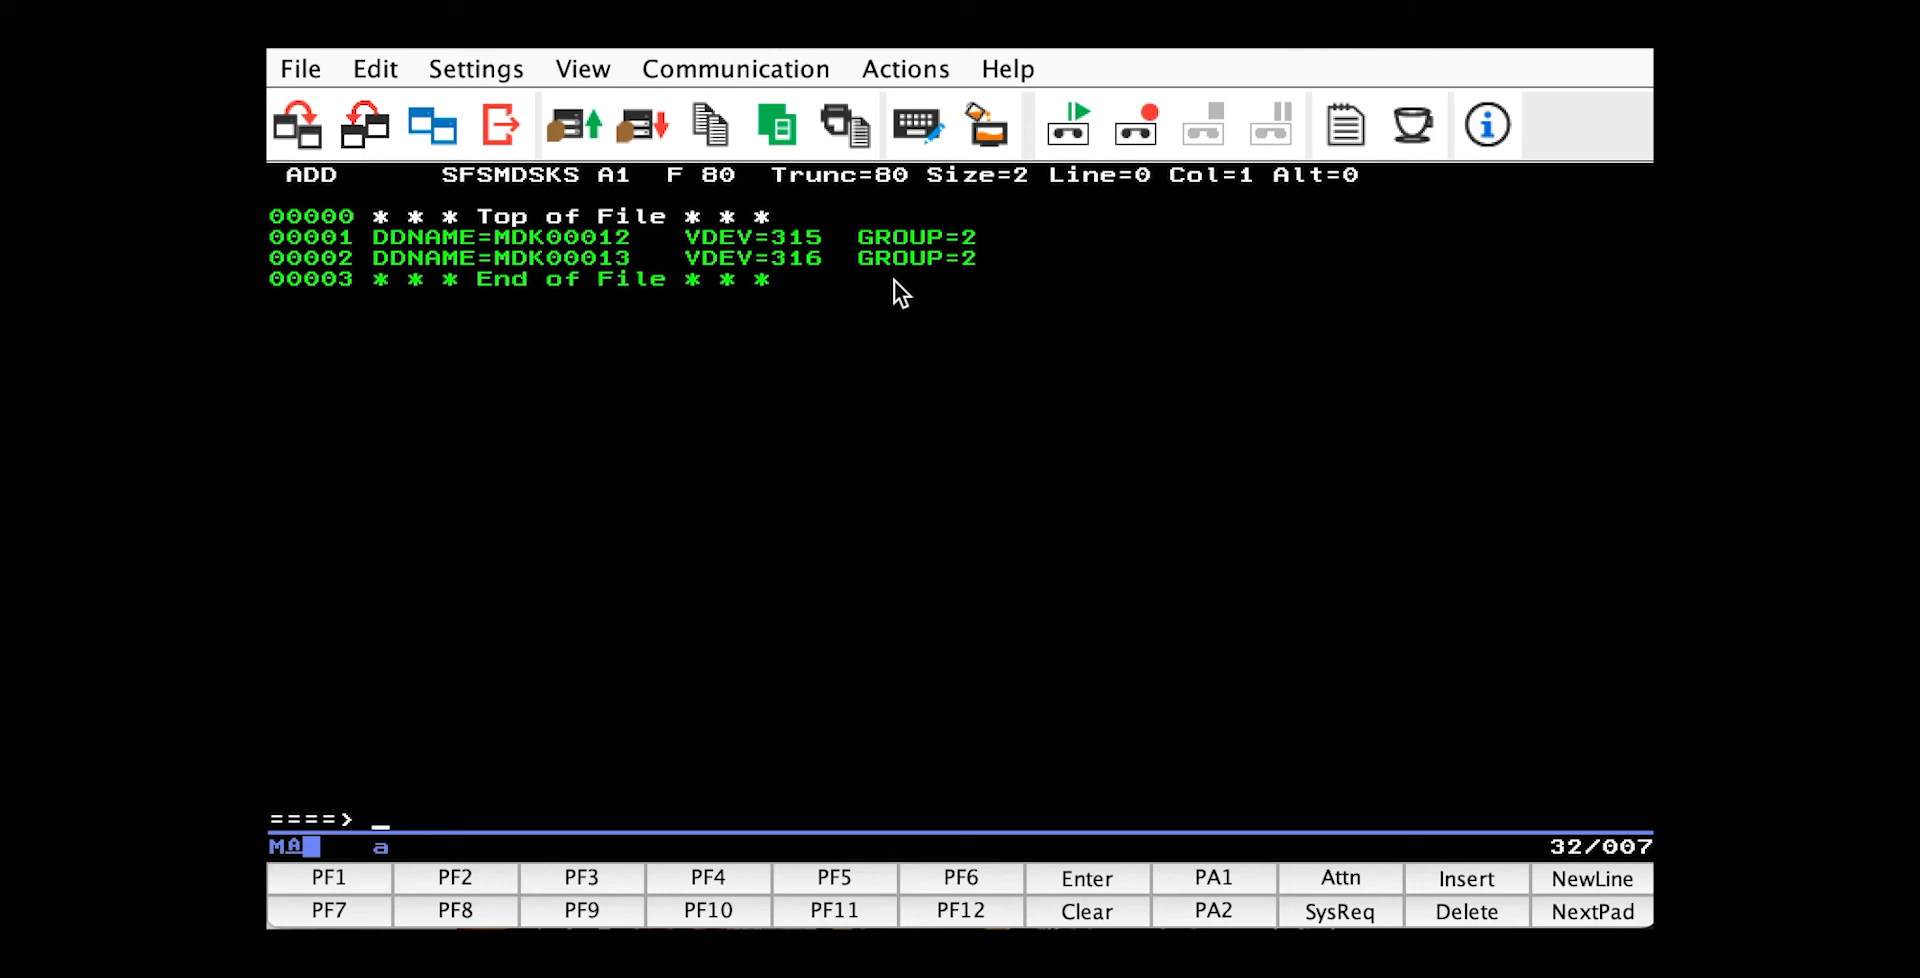 File Edit Settings View Communication Actions Help
ADD SFSMDSKS A1 F 80 Trunc=80 Size=2 Line=0 Col=1 Alt=0
00000 * * * Top of File * * *
00001 DDNAME=MDK00012 VDEV=315 GROUP=2
00002 DDNAME=MDK00013 VDEV=316 GROUP=2
00003 * * * End of File * * *
====> _
MA a 32/007
PF1 PF2 PF3 PF4 PF5 PF6 Enter PA1 Attn Insert NewLine
PF7 PF8 PF9 PF10 PF11 PF12 Clear PA2 SysReq Delete NextPad